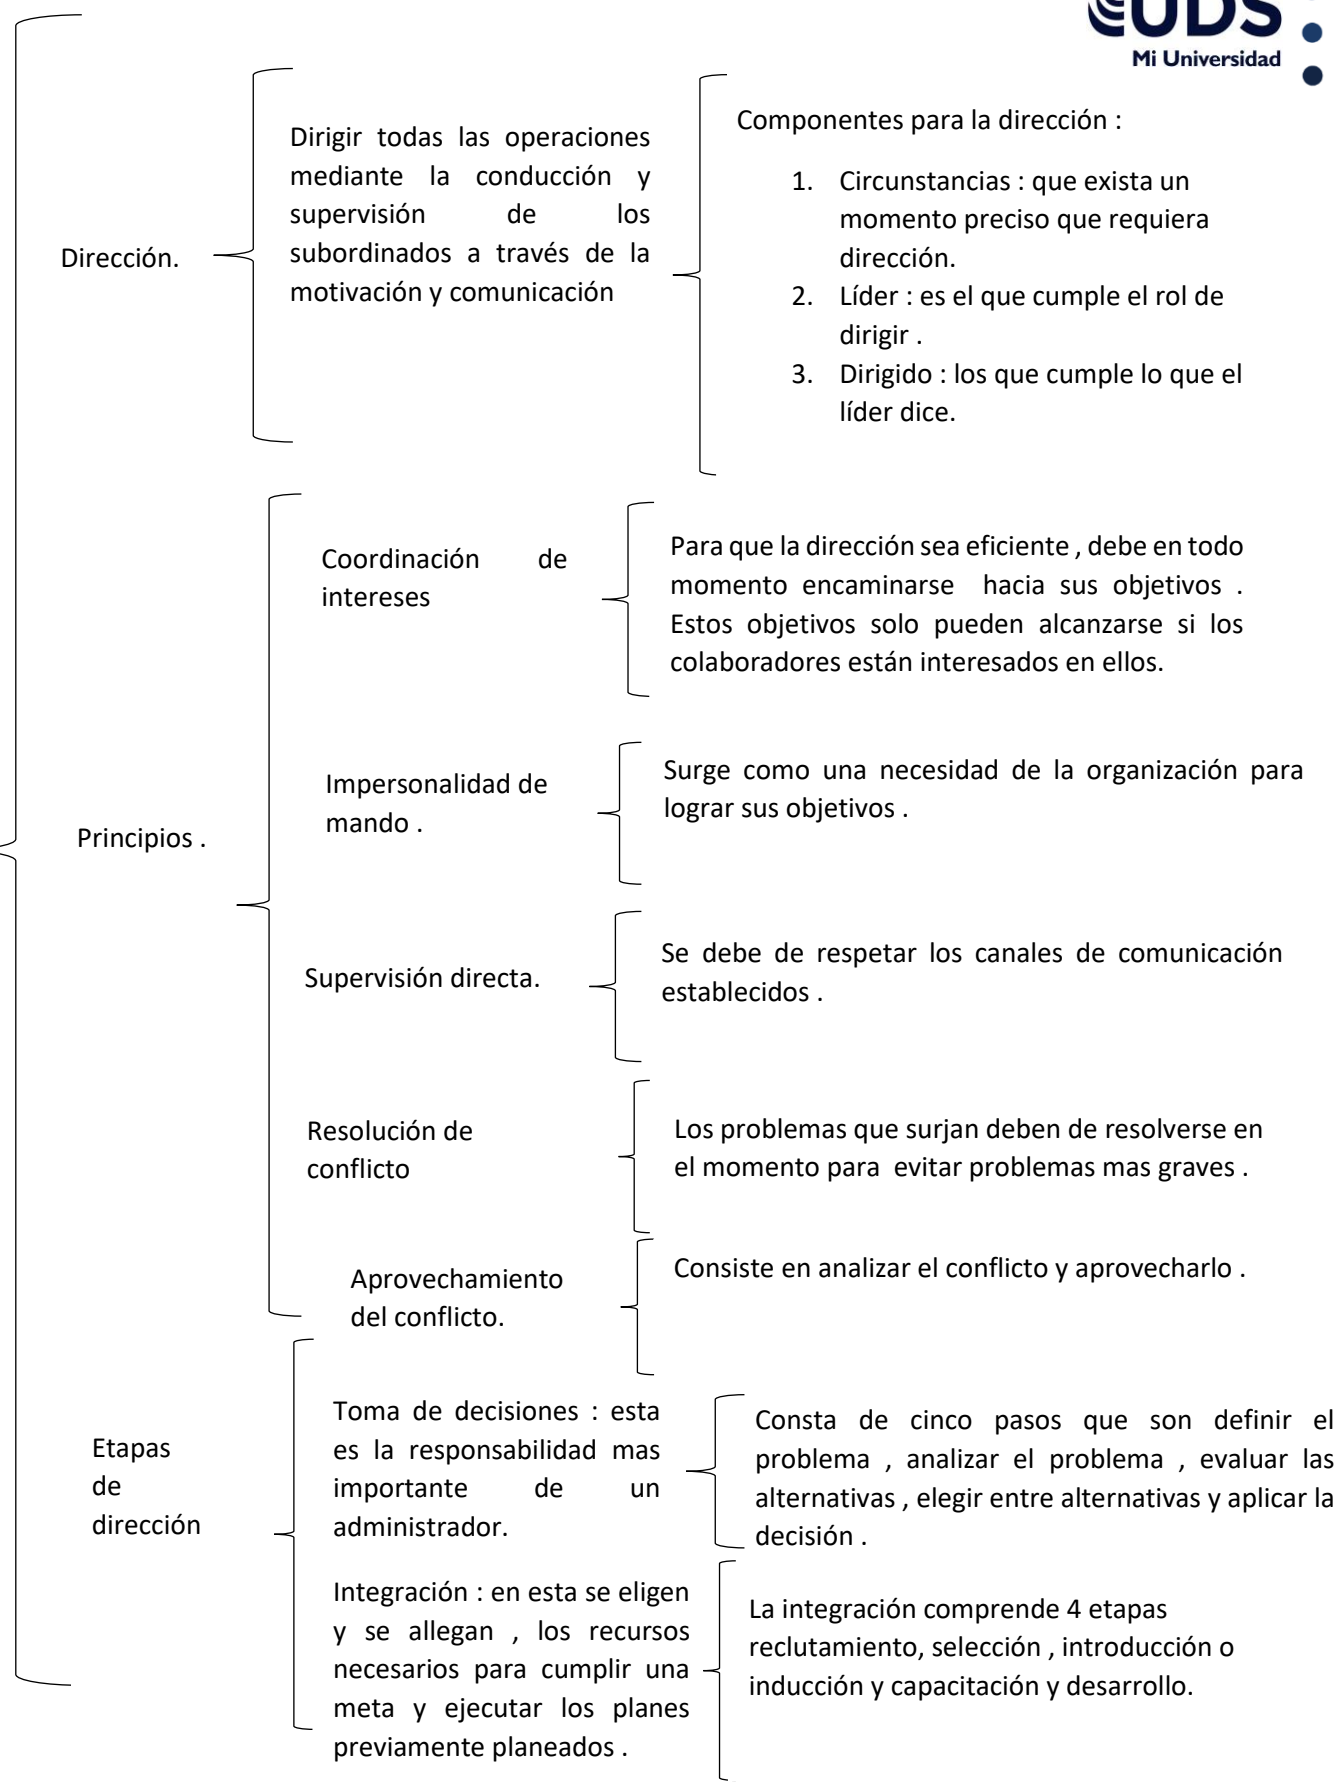 UDS
Mi Universidad
Dirección.
Dirigir todas las operaciones
mediante la conducción y
supervisión de los
subordinados a través de la
motivación y comunicación
Componentes para la dirección :
1. Circunstancias : que exista un
momento preciso que requiera
dirección.
2. Líder : es el que cumple el rol de
dirigir .
3. Dirigido : los que cumple lo que el
líder dice.
Principios .
Coordinación de
intereses
Para que la dirección sea eficiente , debe en todo
momento encaminarse hacia sus objetivos .
Estos objetivos solo pueden alcanzarse si los
colaboradores están interesados en ellos.
Impersonalidad de
mando .
Surge como una necesidad de la organización para
lograr sus objetivos .
Supervisión directa.
Se debe de respetar los canales de comunicación
establecidos .
Resolución de
conflicto
Los problemas que surjan deben de resolverse en
el momento para evitar problemas mas graves .
Aprovechamiento
del conflicto.
Consiste en analizar el conflicto y aprovecharlo .
Etapas
de
dirección
Toma de decisiones : esta
es la responsabilidad mas
importante de un
administrador.
Consta de cinco pasos que son definir el
problema , analizar el problema , evaluar las
alternativas , elegir entre alternativas y aplicar la
decisión .
Integración : en esta se eligen
y se allegan , los recursos
necesarios para cumplir una
meta y ejecutar los planes
previamente planeados .
La integración comprende 4 etapas
reclutamiento, selección , introducción o
inducción y capacitación y desarrollo.